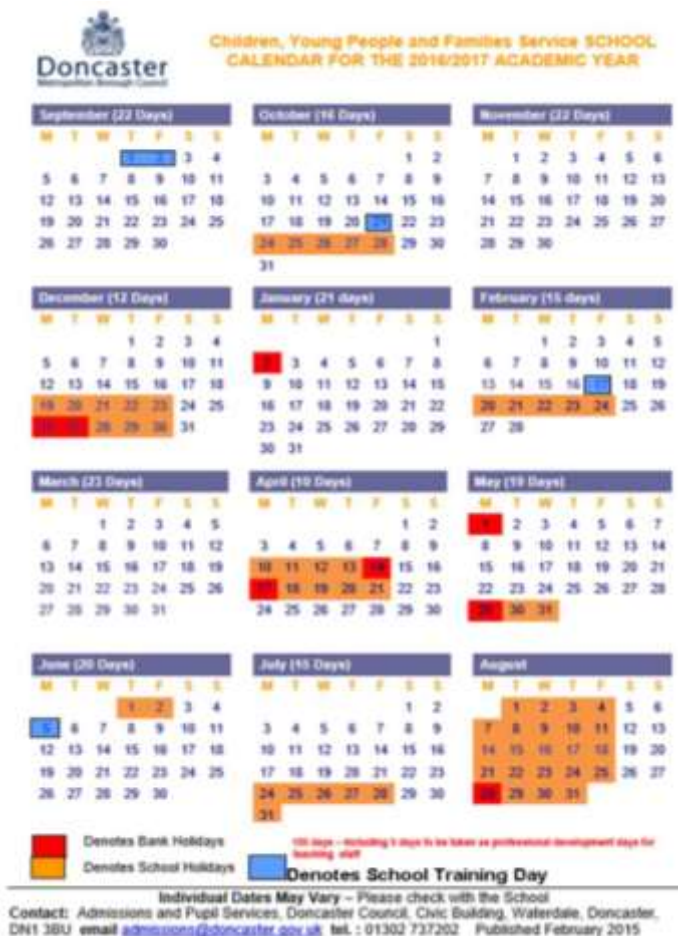 Doncaster
Metropolitan Borough Council
Children, Young People and Families Service SCHOOL
CALENDAR FOR THE 2016/2017 ACADEMIC YEAR
September (22 Days)
M T W T F S S
3 4
5 6 7 8 9 10 11
12 13 14 15 16 17 18
19 20 21 22 23 24 25
26 27 28 29 30
October (16 Days)
M T W T F S S
1 2
3 4 5 6 7 8 9
10 11 12 13 14 15 16
17 18 19 20 22 23
24 25 26 27 28 29 30
31
November (22 Days)
M T W T F S S
1 2 3 4 5 6
7 8 9 10 11 12 13
14 15 16 17 18 19 20
21 22 23 24 25 26 27
28 29 30
December (12 Days)
M T W T F S S
1 2 3 4
5 6 7 8 9 10 11
12 13 14 15 16 17 18
19 20 21 22 23 24 25
28 29 30 31
January (21 days)
M T W T F S S
1
3 4 5 6 7 8
9 10 11 12 13 14 15
16 17 18 19 20 21 22
23 24 25 26 27 28 29
30 31
February (15 days)
M T W T F S S
1 2 3 4 5
6 7 8 9 10 11 12
13 14 15 16 18 19
20 21 22 23 24 25 26
27 28
March (23 Days)
M T W T F S S
1 2 3 4 5
6 7 8 9 10 11 12
13 14 15 16 17 18 19
20 21 22 23 24 25 26
27 28 29 30 31
April (10 Days)
M T W T F S S
1 2
3 4 5 6 7 8 9
10 11 12 13 14 15 16
17 18 19 20 21 22 23
24 25 26 27 28 29 30
May (19 Days)
M T W T F S S
1 2 3 4 5 6 7
8 9 10 11 12 13 14
15 16 17 18 19 20 21
22 23 24 25 26 27 28
29 30 31
June (20 Days)
M T W T F S S
1 2 3 4
5 6 7 8 9 10 11
12 13 14 15 16 17 18
19 20 21 22 23 24 25
26 27 28 29 30
July (15 Days)
M T W T F S S
1 2
3 4 5 6 7 8 9
10 11 12 13 14 15 16
17 18 19 20 21 22 23
24 25 26 27 28 29 30
31
August
M T W T F S S
1 2 3 4 5 6
7 8 9 10 11 12 13
14 15 16 17 18 19 20
21 22 23 24 25 26 27
28 29 30 31
Denotes Bank Holidays
days – including 5 days to be taken as professional development days for
teaching staff
Denotes School Holidays
Denotes School Training Day
Individual Dates May Vary – Please check with the School
Contact: Admissions and Pupil Services, Doncaster Council, Civic Building, Waterdale, Doncaster,
DN1 3BU email admissions@doncaster.gov.uk tel. : 01302 737202 Published February 2015